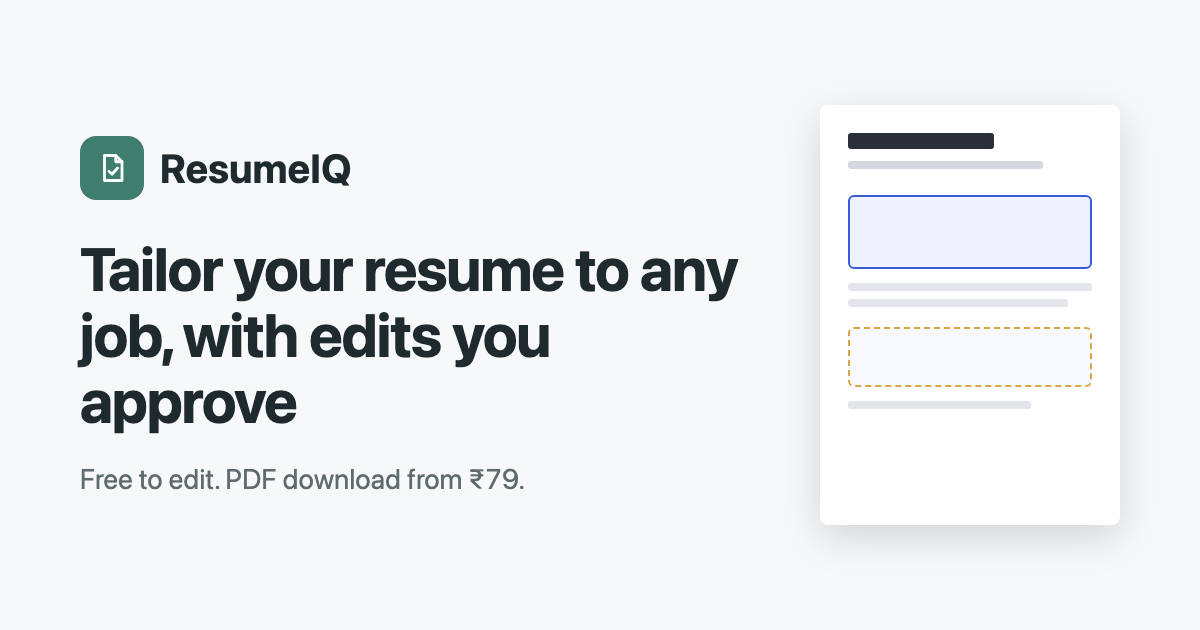 ResumeIQ
Tailor your resume to any
job, with edits you
approve
Free to edit. PDF download from ₹79.